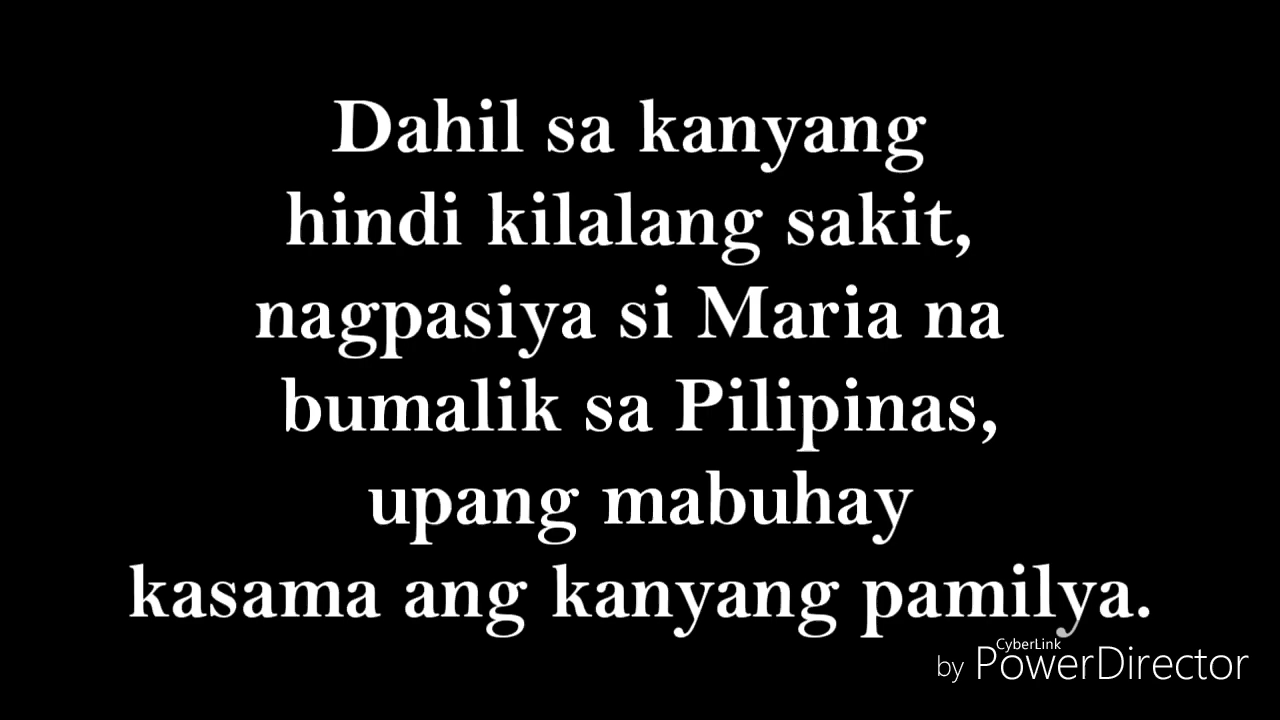 Dahil sa kanyang
hindi kilalang sakit,
nagpasiya si Maria na
bumalik sa Pilipinas,
upang mabuhay
kasama ang kanyang pamilya.
CyberLink
by PowerDirector